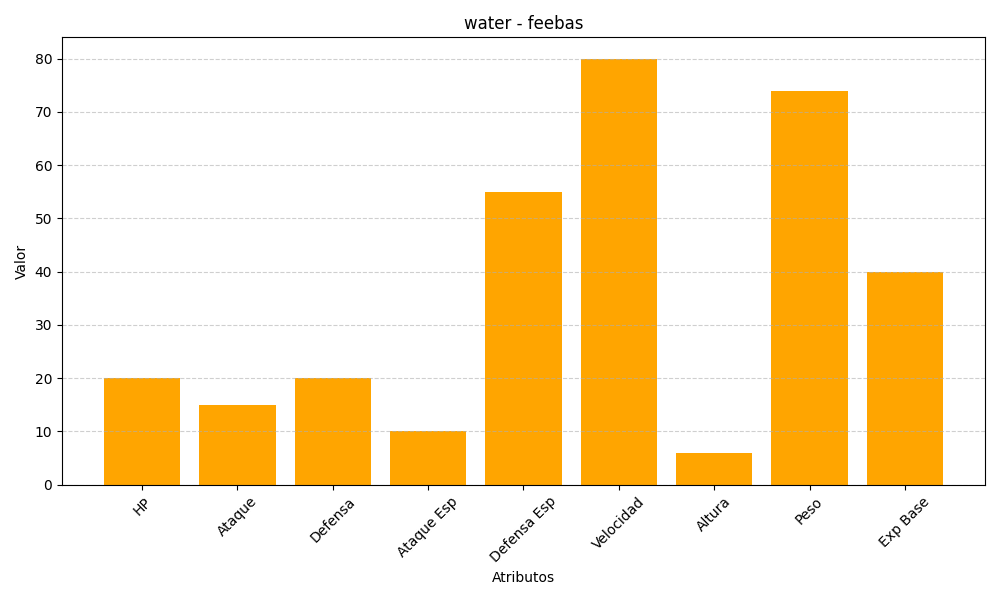 water - feebas
Valor
80
70
60
50
40
30
20
10
0
HP
Ataque
Defensa
Ataque Esp
Defensa Esp
Velocidad
Altura
Peso
Exp Base
Atributos